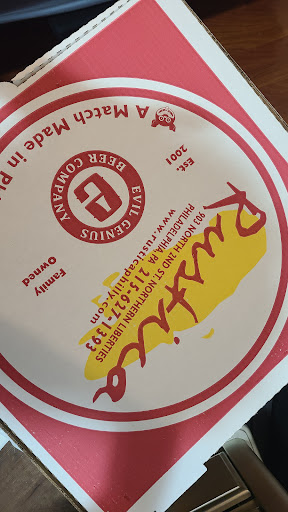 A Match Made in
Est.
2001
EVIL GENIUS
BEER COMPANY
Family
Owned
Rustica
903 NORTH 2ND ST. NORTHERN LIBERTIES
PHILADELPHIA, PA 215-627-1393
www.rusticaphilly.com